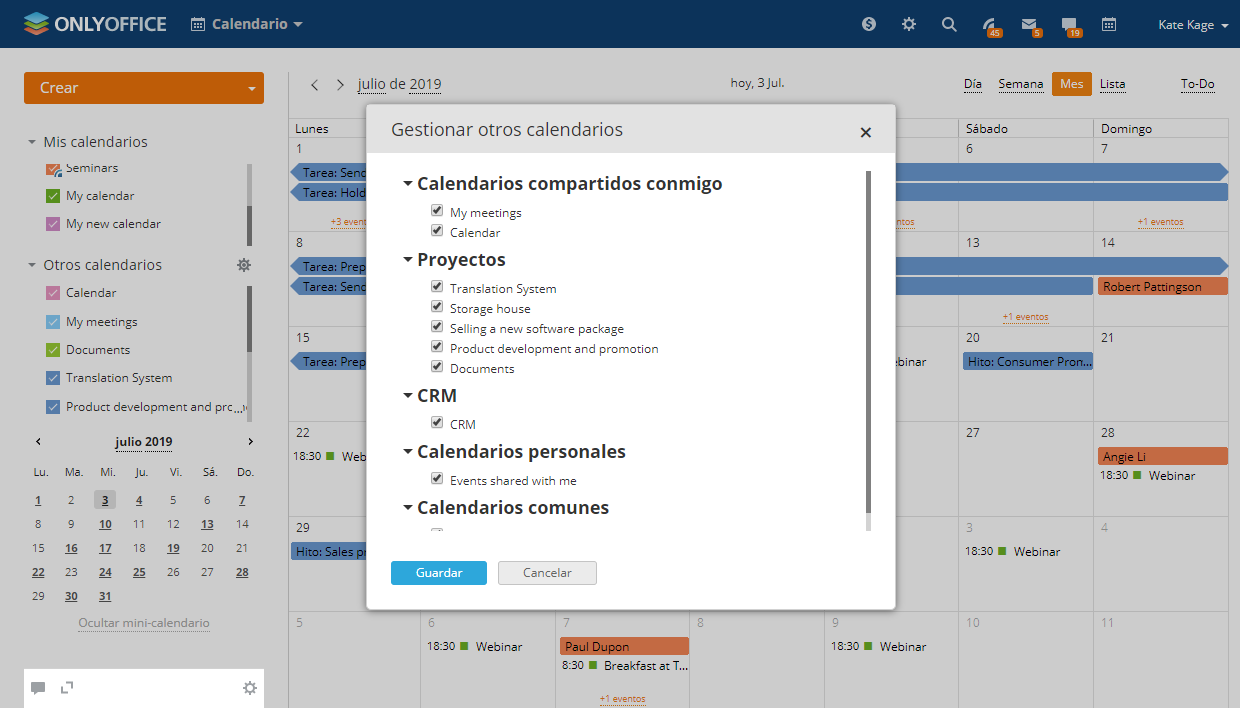 ONLYOFFICE Calendario 45 5 19 Kate Kage
Crear
julio de 2019 hoy, 3 Jul. Día Semana Mes Lista To-Do
Mis calendarios
Seminars
My calendar
My new calendar
Otros calendarios
Calendar
My meetings
Documents
Translation System
Product development and prc...
julio 2019
Lu. Ma. Mi. Ju. Vi. Sá. Do.
1 2 3 4 5 6 7
8 9 10 11 12 13 14
15 16 17 18 19 20 21
22 23 24 25 26 27 28
29 30 31
Ocultar mini-calendario
Gestionar otros calendarios
Calendarios compartidos conmigo
My meetings
Calendar
Proyectos
Translation System
Storage house
Selling a new software package
Product development and promotion
Documents
CRM
CRM
Calendarios personales
Events shared with me
Calendarios comunes
Guardar Cancelar
Lunes Sábado Domingo
1 6 7
Tarea: Send
Tarea: Hold
+3 event ntos +1 eventos
8 13 14
Tarea: Prep
Tarea: Send Robert Pattingson
+1 eventos
15 20 21
Tarea: Prep binar Hito: Consumer Pron...
22 27 28
18:30 Web Angie Li
18:30 Webinar
29 3 4
Hito: Sales pr 18:30 Webinar
5 6 7 8 9 10 11
18:30 Webinar Paul Dupon 18:30 Webinar
8:30 Breakfast at T...
+1 eventos